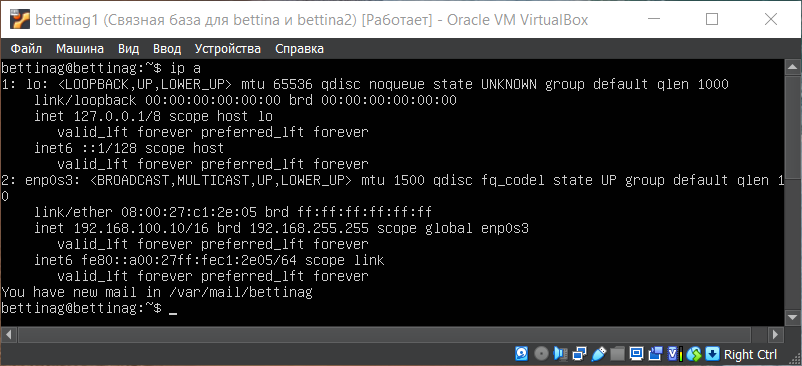 bettinag1 (Связная база для bettina и bettina2) [Работает] - Oracle VM VirtualBox
Файл Машина Вид Ввод Устройства Справка
bettinag@bettinag:~$ ip a
1: lo: <LOOPBACK,UP,LOWER_UP> mtu 65536 qdisc noqueue state UNKNOWN group default qlen 1000
    link/loopback 00:00:00:00:00:00 brd 00:00:00:00:00:00
    inet 127.0.0.1/8 scope host lo
       valid_lft forever preferred_lft forever
    inet6 ::1/128 scope host
       valid_lft forever preferred_lft forever
2: enp0s3: <BROADCAST,MULTICAST,UP,LOWER_UP> mtu 1500 qdisc fq_codel state UP group default qlen 1
0
    link/ether 08:00:27:c1:2e:05 brd ff:ff:ff:ff:ff:ff
    inet 192.168.100.10/16 brd 192.168.255.255 scope global enp0s3
       valid_lft forever preferred_lft forever
    inet6 fe80::a00:27ff:fec1:2e05/64 scope link
       valid_lft forever preferred_lft forever
You have new mail in /var/mail/bettinag
bettinag@bettinag:~$ _
Right Ctrl